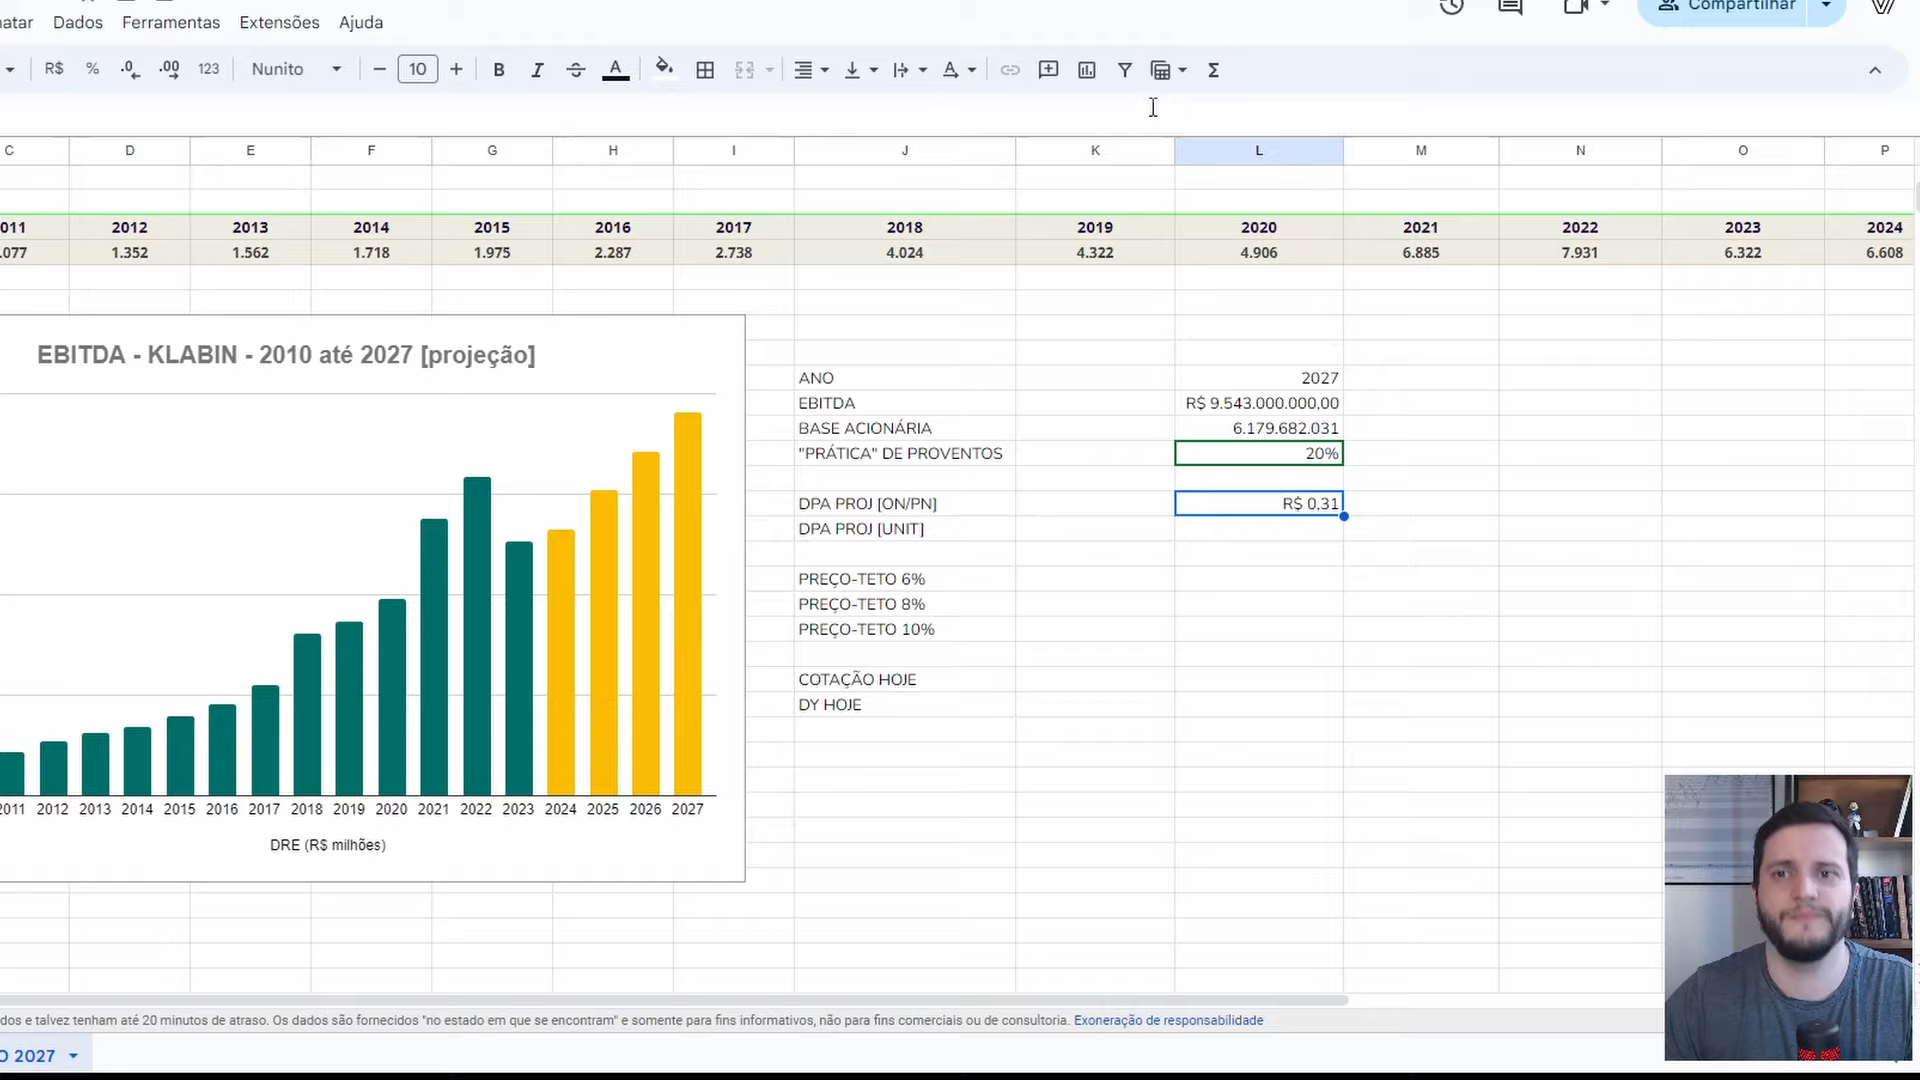 matar Dados Ferramentas Extensões Ajuda
Compartilhar
R$ % .0 .00 123 Nunito 10 B I S A A Σ
C D E F G H I J K L M N O P
011 2012 2013 2014 2015 2016 2017 2018 2019 2020 2021 2022 2023 2024
.077 1.352 1.562 1.718 1.975 2.287 2.738 4.024 4.322 4.906 6.885 7.931 6.322 6.608
EBITDA - KLABIN - 2010 até 2027 [projeção]
2011 2012 2013 2014 2015 2016 2017 2018 2019 2020 2021 2022 2023 2024 2025 2026 2027
DRE (R$ milhões)
ANO 2027
EBITDA R$ 9.543.000.000,00
BASE ACIONÁRIA 6.179.682.031
"PRÁTICA" DE PROVENTOS 20%
DPA PROJ [ON/PN] R$ 0,31
DPA PROJ [UNIT]
PREÇO-TETO 6%
PREÇO-TETO 8%
PREÇO-TETO 10%
COTAÇÃO HOJE
DY HOJE
dos e talvez tenham até 20 minutos de atraso. Os dados são fornecidos "no estado em que se encontram" e somente para fins informativos, não para fins comerciais ou de consultoria. Exoneração de responsabilidade
O 2027